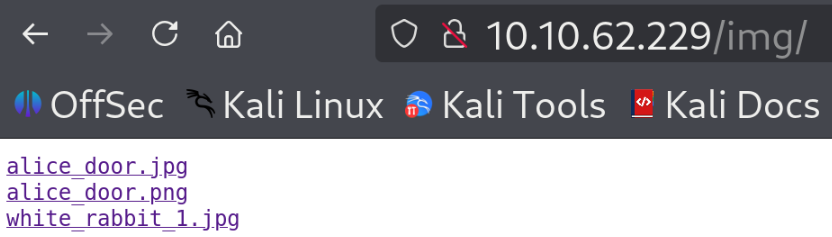 10.10.62.229/img/
OffSec Kali Linux Kali Tools Kali Docs
alice_door.jpg
alice_door.png
white_rabbit_1.jpg